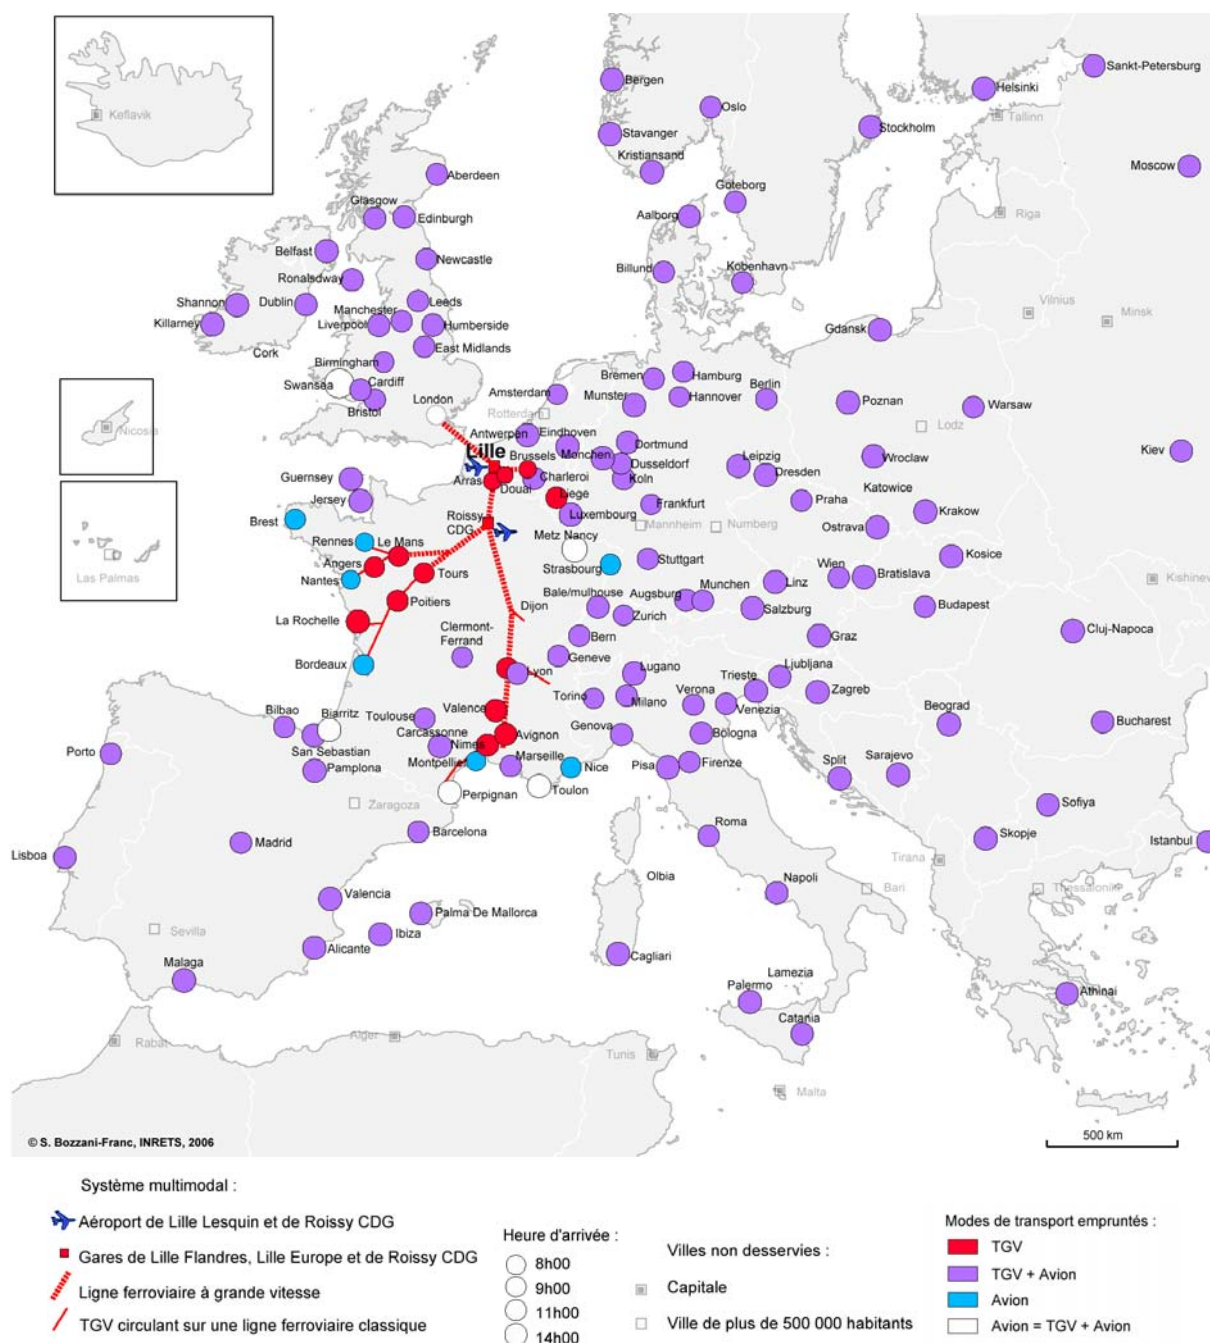 Keflavik
Bergen
Oslo
Sankt-Petersburg
Helsinki
Tallinn
Stockholm
Stavanger
Kristiansand
Moscow
Aberdeen
Goteborg
Glasgow
Edinburgh
Aalborg
Riga
Belfast
Newcastle
Ronalsdway
Billund
Kobenhavn
Shannon
Dublin
Leeds
Manchester
Vilnius
Minsk
Killarney
Liverpool
Humberside
Gdansk
Cork
East Midlands
Birmingham
Bremen
Hamburg
Swansea
Cardiff
Amsterdam
Munster
Hannover
Berlin
Poznan
Warsaw
Bristol
London
Rotterdam
Nicosia
Antwerpen
Eindhoven
Lodz
Lille
Brussels
Monchen
Dortmund
Dusseldorf
Leipzig
Wroclaw
Kiev
Guernsey
Arras
Douai
Charleroi
Koln
Dresden
Katowice
Jersey
Liege
Frankfurt
Praha
Brest
Roissy
CDG
Luxembourg
Mannheim
Nurnberg
Ostrava
Krakow
Rennes
Le Mans
Metz Nancy
Las Palmas
Angers
Strasbourg
Stuttgart
Kosice
Nantes
Tours
Augsburg
Munchen
Linz
Wien
Bratislava
Kishinev
Poitiers
Dijon
Bale/mulhouse
Zurich
Salzburg
Budapest
La Rochelle
Clermont-
Ferrand
Bern
Graz
Cluj-Napoca
Bordeaux
Geneve
Lyon
Lugano
Trieste
Ljubljana
Torino
Milano
Verona
Venezia
Zagreb
Bilbao
Biarritz
Toulouse
Valence
Beograd
Bucharest
Porto
San Sebastian
Carcassonne
Nimes
Avignon
Genova
Bologna
Pamplona
Montpellier
Marseille
Nice
Pisa
Firenze
Split
Sarajevo
Zaragoza
Perpignan
Toulon
Sofiya
Lisboa
Madrid
Barcelona
Roma
Skopje
Istanbul
Tirana
Olbia
Napoli
Bari
Thessaloniki
Valencia
Palma De Mallorca
Sevilla
Ibiza
Alicante
Cagliari
Malaga
Lamezia
Palermo
Athinai
Catania
Rabat
Alger
Tunis
Malta
© S. Bozzani-Franc, INRETS, 2006
500 km
Système multimodal :
Aéroport de Lille Lesquin et de Roissy CDG
Gares de Lille Flandres, Lille Europe et de Roissy CDG
Ligne ferroviaire à grande vitesse
TGV circulant sur une ligne ferroviaire classique
Heure d'arrivée :
8h00
9h00
11h00
14h00
Villes non desservies :
Capitale
Ville de plus de 500 000 habitants
Modes de transport empruntés :
TGV
TGV + Avion
Avion
Avion = TGV + Avion